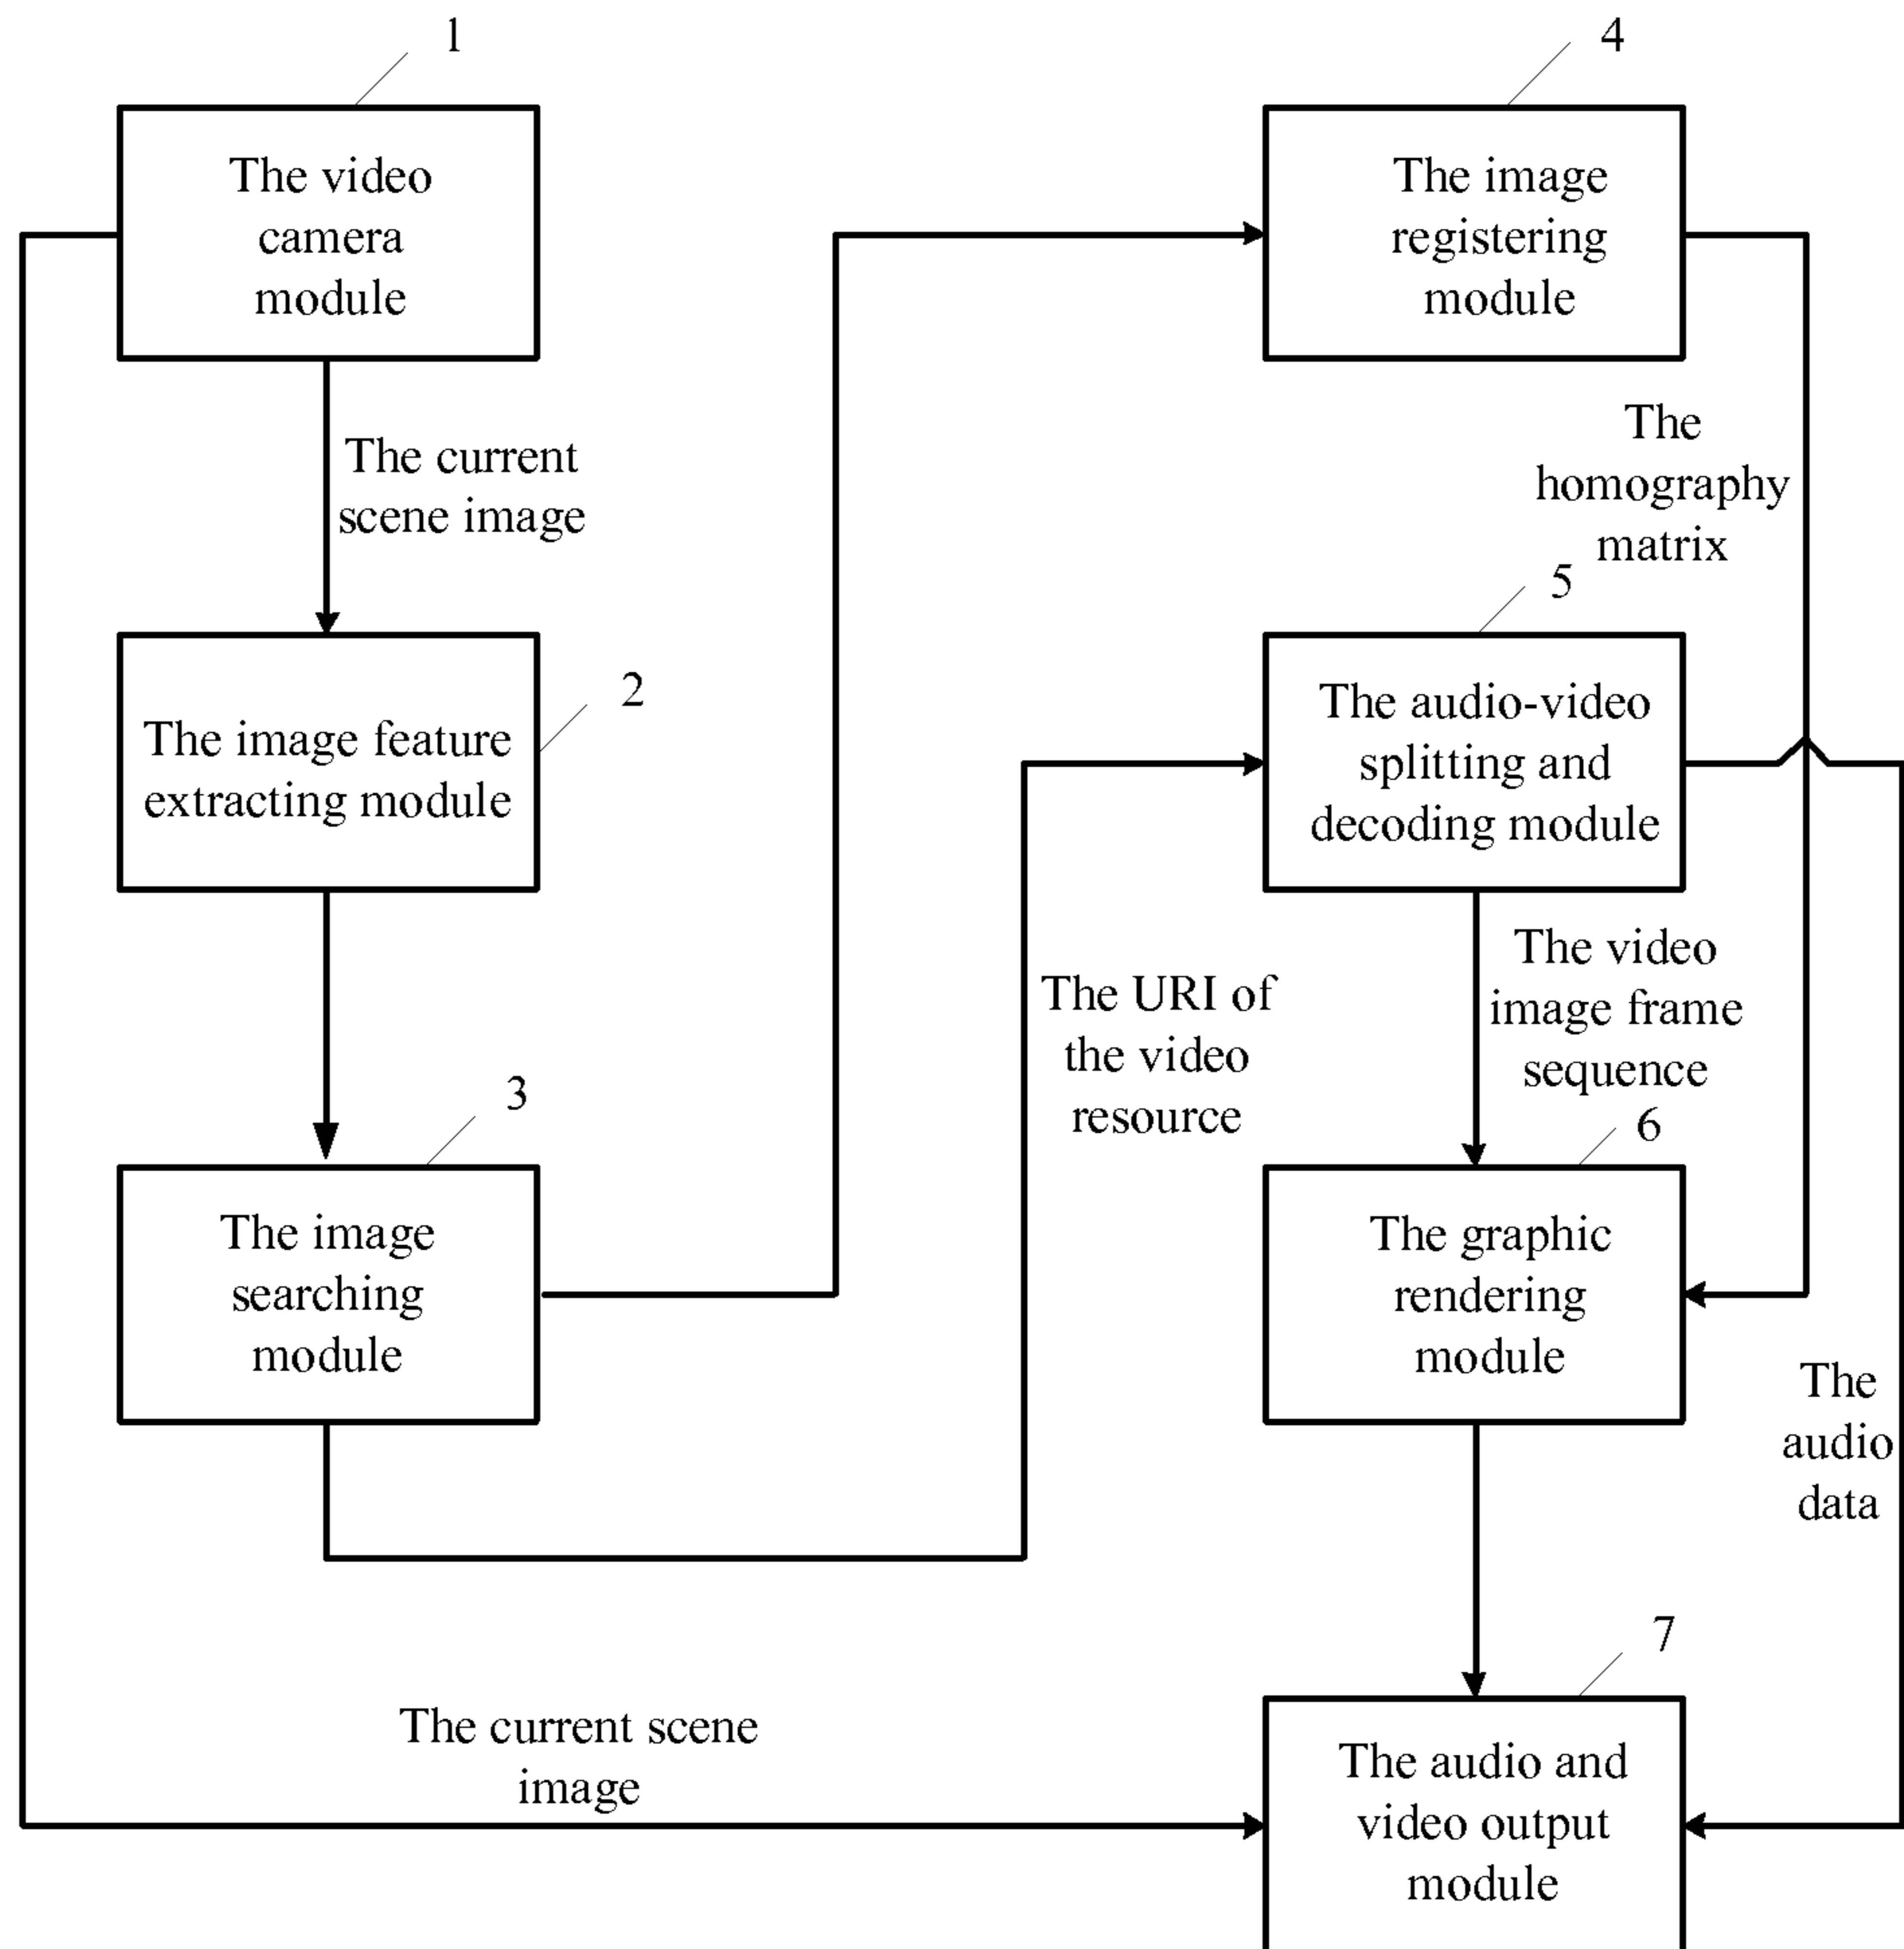 1
The video
camera
module
The current
scene image
2
The image feature
extracting module
3
The image
searching
module
4
The image
registering
module
The
homography
matrix
5
The audio-video
splitting and
decoding module
The URI of
the video
resource
The video
image frame
sequence
6
The graphic
rendering
module
The
audio
data
7
The current scene
image
The audio and
video output
module